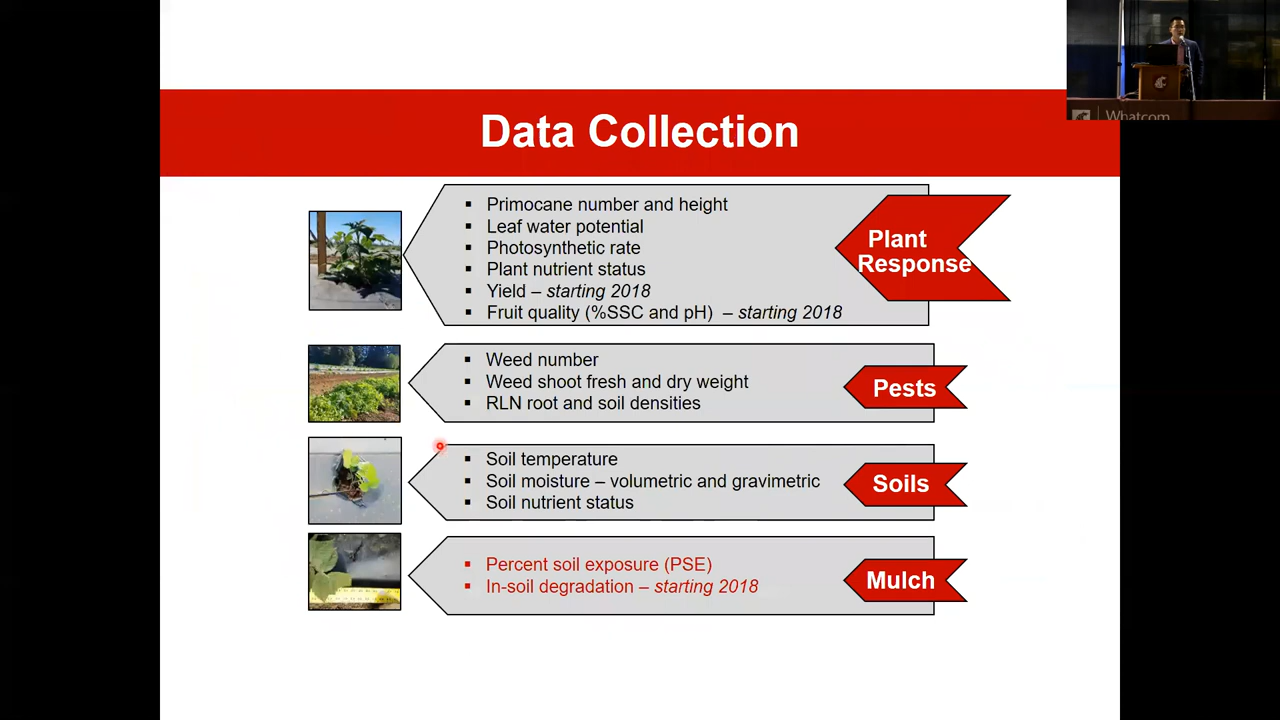 Whatcom
Data Collection
▪ Primocane number and height
▪ Leaf water potential
▪ Photosynthetic rate
▪ Plant nutrient status
▪ Yield – starting 2018
▪ Fruit quality (%SSC and pH) – starting 2018
Plant
Response
▪ Weed number
▪ Weed shoot fresh and dry weight
▪ RLN root and soil densities
Pests
▪ Soil temperature
▪ Soil moisture – volumetric and gravimetric
▪ Soil nutrient status
Soils
▪ Percent soil exposure (PSE)
▪ In-soil degradation – starting 2018
Mulch